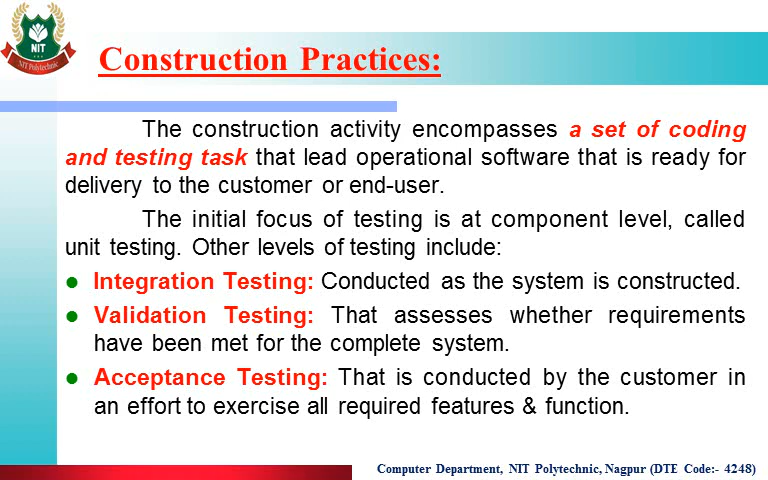 NIT
NIT Polytechnic
Construction Practices:
The construction activity encompasses a set of coding
and testing task that lead operational software that is ready for
delivery to the customer or end-user.
The initial focus of testing is at component level, called
unit testing. Other levels of testing include:
Integration Testing: Conducted as the system is constructed.
Validation Testing: That assesses whether requirements
have been met for the complete system.
Acceptance Testing: That is conducted by the customer in
an effort to exercise all required features & function.
Computer Department, NIT Polytechnic, Nagpur (DTE Code:- 4248)